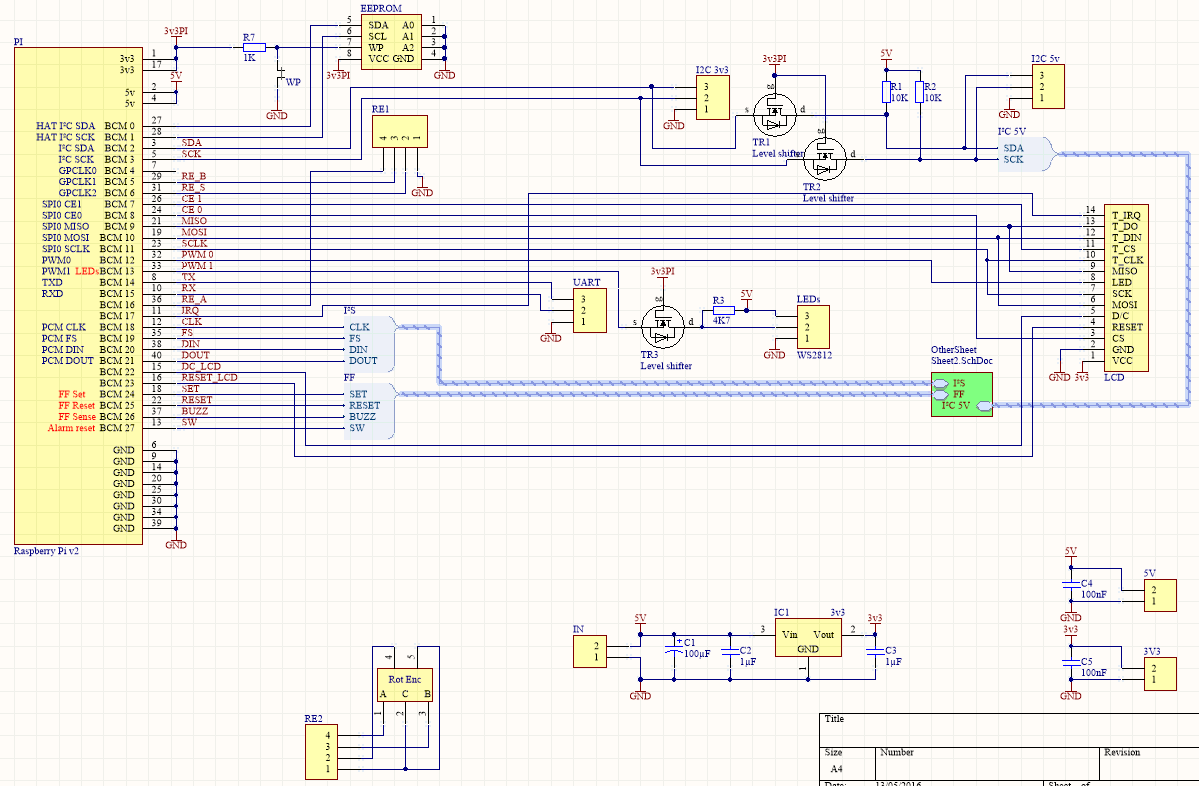 EEPROM
PI
3v3PI
5 SDA A0 1
6 SCL A1 2
7 WP A2 3
8 VCC GND 4
R7
1K
3v3PI
GND
WP
GND
3v3 1
3v3 17
5V
5v 2
5v 4
HAT I²C SDA BCM 0 27
HAT I²C SCK BCM 1 28
I²C SDA BCM 2 3 SDA
I²C SCK BCM 3 5 SCK
GPCLK0 BCM 4 7
GPCLK1 BCM 5 29 RE_B
GPCLK2 BCM 6 31 RE_S
SPI0 CE1 BCM 7 26 CE 1
SPI0 CE0 BCM 8 24 CE 0
SPI0 MISO BCM 9 21 MISO
SPI0 MOSI BCM 10 19 MOSI
SPI0 SCLK BCM 11 23 SCLK
PWM0 BCM 12 32 PWM 0
PWM1 LEDs BCM 13 33 PWM 1
TXD BCM 14 8 TX
RXD BCM 15 10 RX
BCM 16 36 RE_A
BCM 17 11 IRQ
PCM CLK BCM 18 12 CLK
PCM FS BCM 19 35 FS
PCM DIN BCM 20 38 DIN
PCM DOUT BCM 21 40 DOUT
BCM 22 15 DC_LCD
BCM 23 16 RESET_LCD
FF Set BCM 24 18 SET
FF Reset BCM 25 22 RESET
FF Sense BCM 26 37 BUZZ
Alarm reset BCM 27 13 SW
GND 6
GND 9
GND 14
GND 20
GND 25
GND 30
GND 34
GND 39
GND
Raspberry Pi v2
RE1
4 3 2 1
GND
I2C 3v3
3
2
1
GND
3v3PI
g
s d
TR1
Level shifter
g
d
TR2
Level shifter
5V
R1
10K
R2
10K
I2C 5v
3
2
1
GND
I²C 5V
SDA
SCK
14 T_IRQ
13 T_DO
12 T_DIN
11 T_CS
10 T_CLK
9 MISO
8 LED
7 SCK
6 MOSI
5 D/C
4 RESET
3 CS
2 GND
1 VCC
GND 3v3 LCD
UART
3
2
1
GND
3v3PI
g
s d
TR3
Level shifter
R3
4K7
5V
LEDs
3
2
1
GND
WS2812
I²S
CLK
FS
DIN
DOUT
FF
SET
RESET
BUZZ
SW
OtherSheet
Sheet2.SchDoc
I²S
FF
I²C 5V
5V
C4
100nF
GND
5V
2
1
3v3
C5
100nF
GND
3V3
2
1
IN
2
1
5V
GND
C1
100µF
C2
1µF
IC1 3v3
3 Vin Vout 2
GND
1
3v3
C3
1µF
4 5
Rot Enc
A C B
1 2 3
RE2
4
3
2
1
Title
Size Number Revision
A4
Date: 13/05/2016 Sheet of